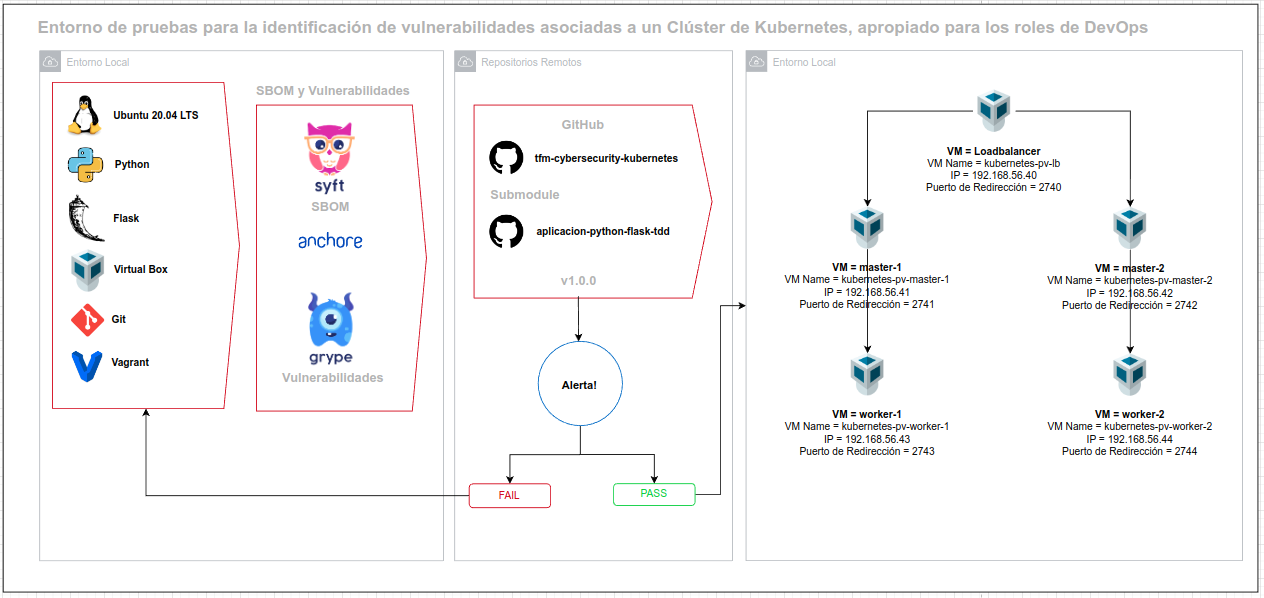 Entorno de pruebas para la identificación de vulnerabilidades asociadas a un Clúster de Kubernetes, apropiado para los roles de DevOps
Entorno Local
Ubuntu 20.04 LTS
Python
Flask
Virtual Box
Git
Vagrant
SBOM y Vulnerabilidades
syft
SBOM
anchore
grype
Vulnerabilidades
Repositorios Remotos
GitHub
tfm-cybersecurity-kubernetes
Submodule
aplicacion-python-flask-tdd
v1.0.0
Alerta!
FAIL
PASS
Entorno Local
VM = Loadbalancer
VM Name = kubernetes-pv-lb
IP = 192.168.56.40
Puerto de Redirección = 2740
VM = master-1
VM Name = kubernetes-pv-master-1
IP = 192.168.56.41
Puerto de Redirección = 2741
VM = master-2
VM Name = kubernetes-pv-master-2
IP = 192.168.56.42
Puerto de Redirección = 2742
VM = worker-1
VM Name = kubernetes-pv-worker-1
IP = 192.168.56.43
Puerto de Redirección = 2743
VM = worker-2
VM Name = kubernetes-pv-worker-2
IP = 192.168.56.44
Puerto de Redirección = 2744